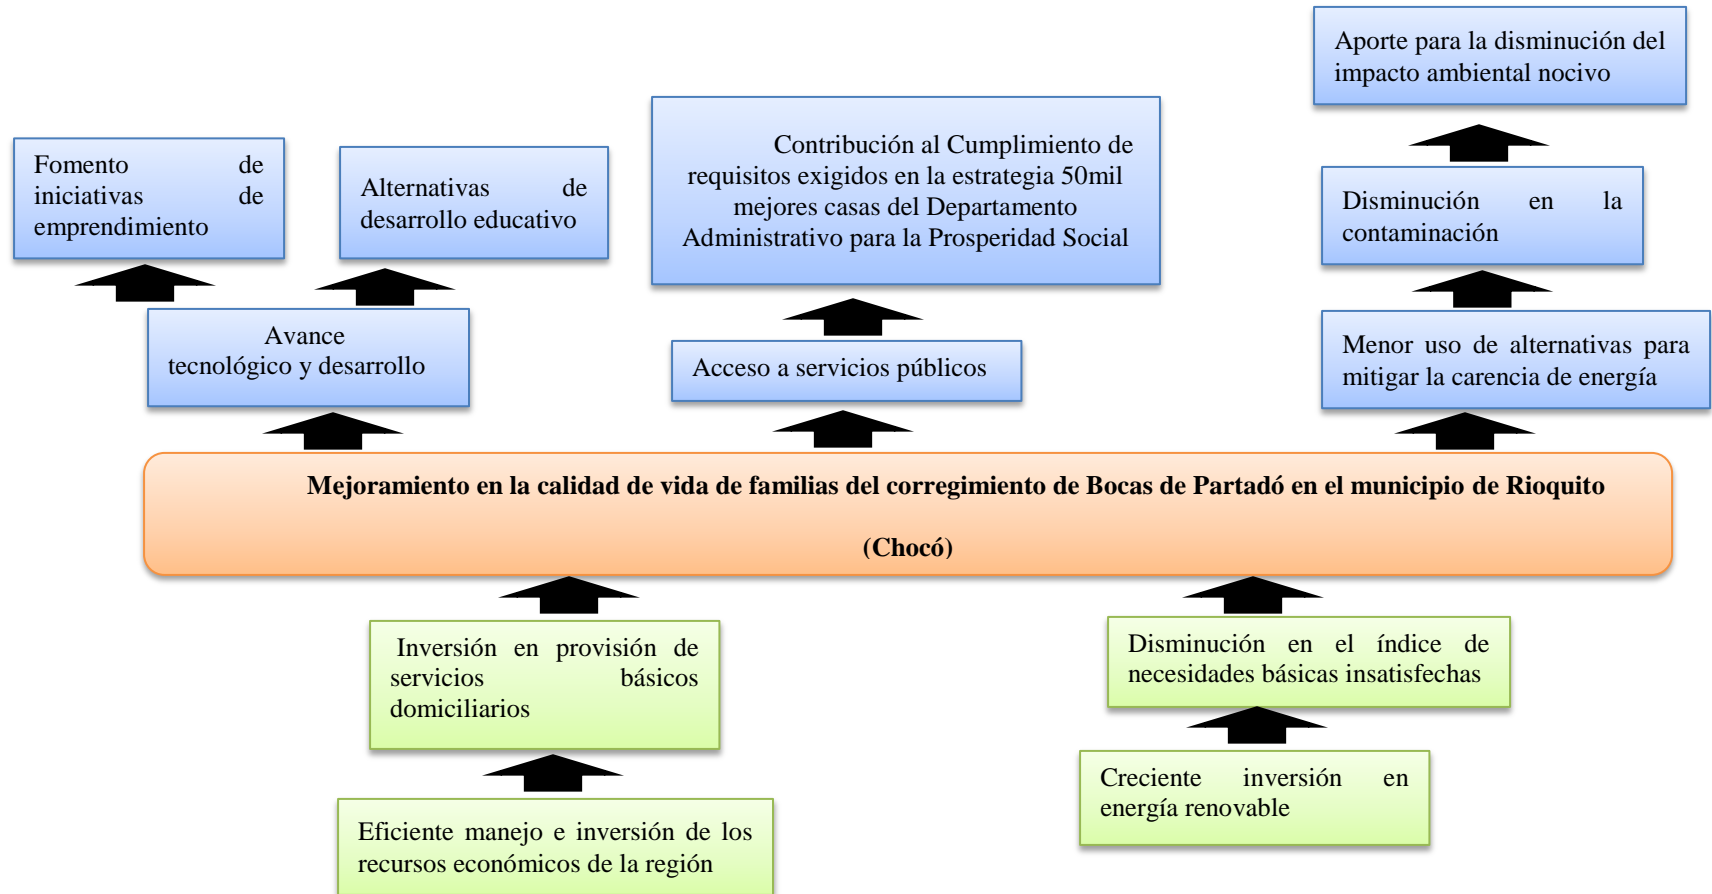 Aporte para la disminución del
impacto ambiental nocivo
Fomento de
iniciativas de
emprendimiento
Alternativas de
desarrollo educativo
Contribución al Cumplimiento de
requisitos exigidos en la estrategia 50mil
mejores casas del Departamento
Administrativo para la Prosperidad Social
Disminución en la
contaminación
Avance
tecnológico y desarrollo
Acceso a servicios públicos
Menor uso de alternativas para
mitigar la carencia de energía
Mejoramiento en la calidad de vida de familias del corregimiento de Bocas de Partadó en el municipio de Rioquito
(Chocó)
Inversión en provisión de
servicios básicos
domiciliarios
Disminución en el índice de
necesidades básicas insatisfechas
Eficiente manejo e inversión de los
recursos económicos de la región
Creciente inversión en
energía renovable